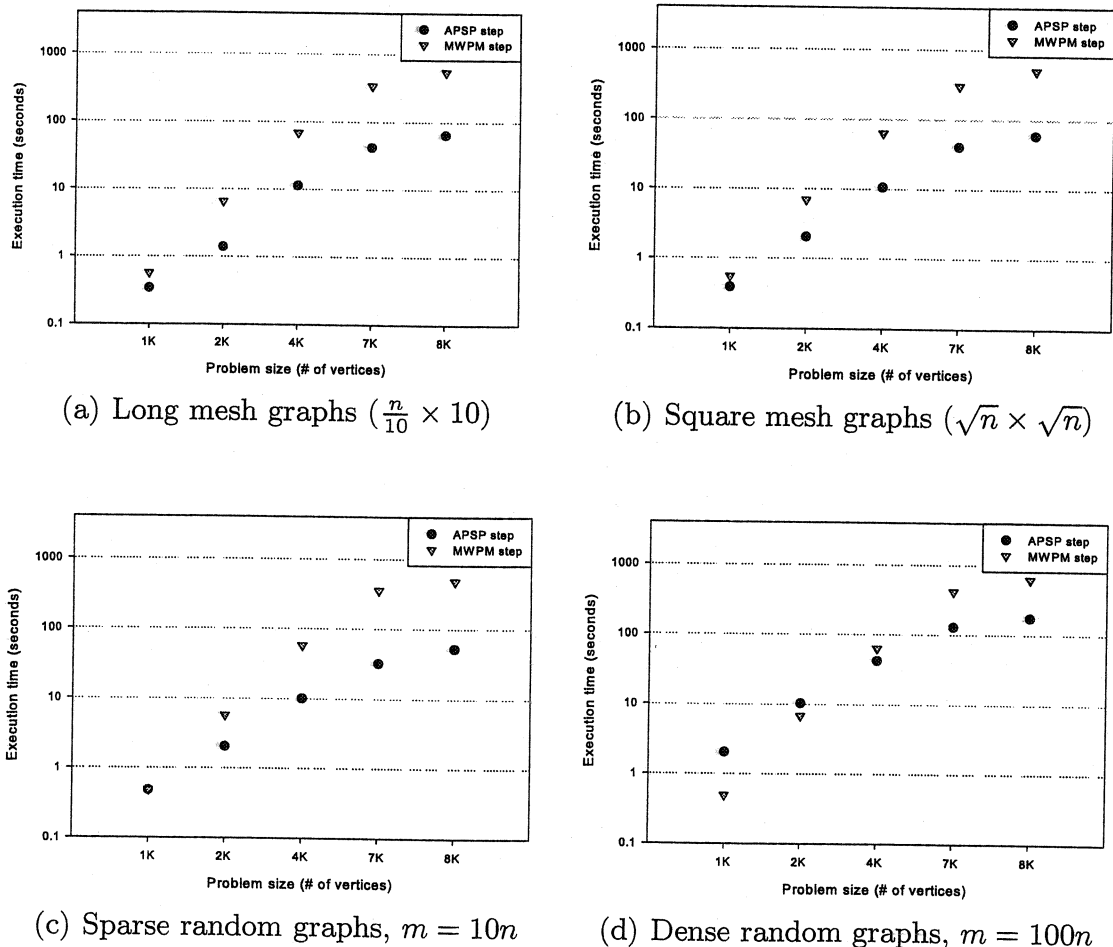 APSP step
MWPM step
1000
100
10
1
0.1
Execution time (seconds)
1K 2K 4K 7K 8K
Problem size (# of vertices)
(a) Long mesh graphs ($\frac{n}{10} \times 10$)
APSP step
MWPM step
1000
100
10
1
0.1
Execution time (seconds)
1K 2K 4K 7K 8K
Problem size (# of vertices)
(b) Square mesh graphs ($\sqrt{n} \times \sqrt{n}$)
APSP step
MWPM step
1000
100
10
1
0.1
Execution time (seconds)
1K 2K 4K 7K 8K
Problem size (# of vertices)
(c) Sparse random graphs, $m = 10n$
APSP step
MWPM step
1000
100
10
1
0.1
Execution time (seconds)
1K 2K 4K 7K 8K
Problem size (# of vertices)
(d) Dense random graphs, $m = 100n$